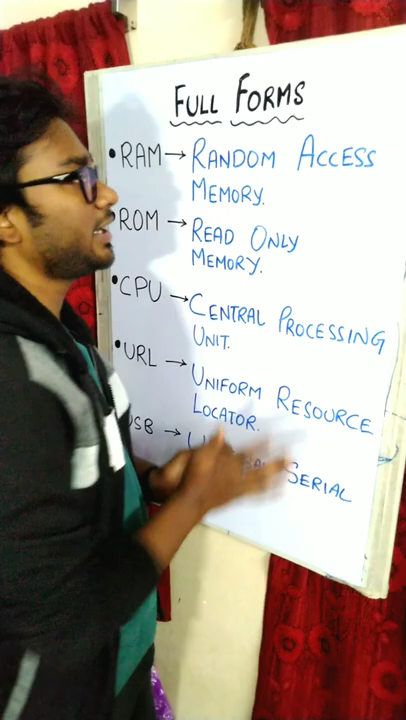 FULL FORMS
• RAM → RANDOM ACCESS
MEMORY.
• ROM → READ ONLY
MEMORY.
• CPU → CENTRAL PROCESSING
UNIT.
• URL → UNIFORM RESOURCE
LOCATOR.
USB → SERIAL